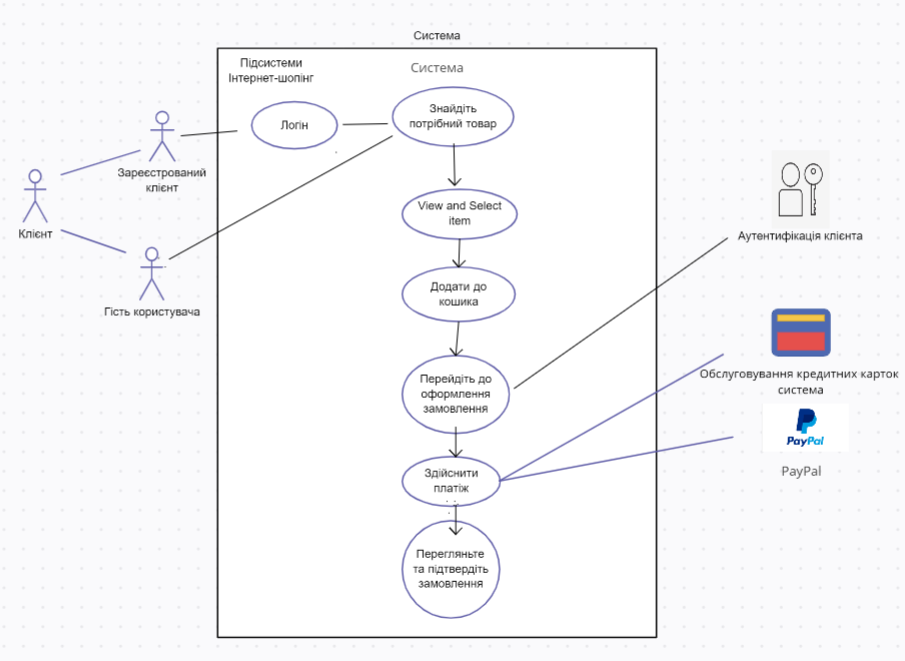 Система
Підсистеми
Інтернет-шопінг
Система
Знайдіть
потрібний товар
Логін
Зареєстрований
клієнт
Клієнт
Гість користувача
View and Select
item
Додати до
кошика
Перейдіть до
оформлення
замовлення
Здійснити
платіж
Перегляньте
та підтвердіть
замовлення
Аутентифікація клієнта
Обслуговування кредитних карток
система
PayPal
PayPal